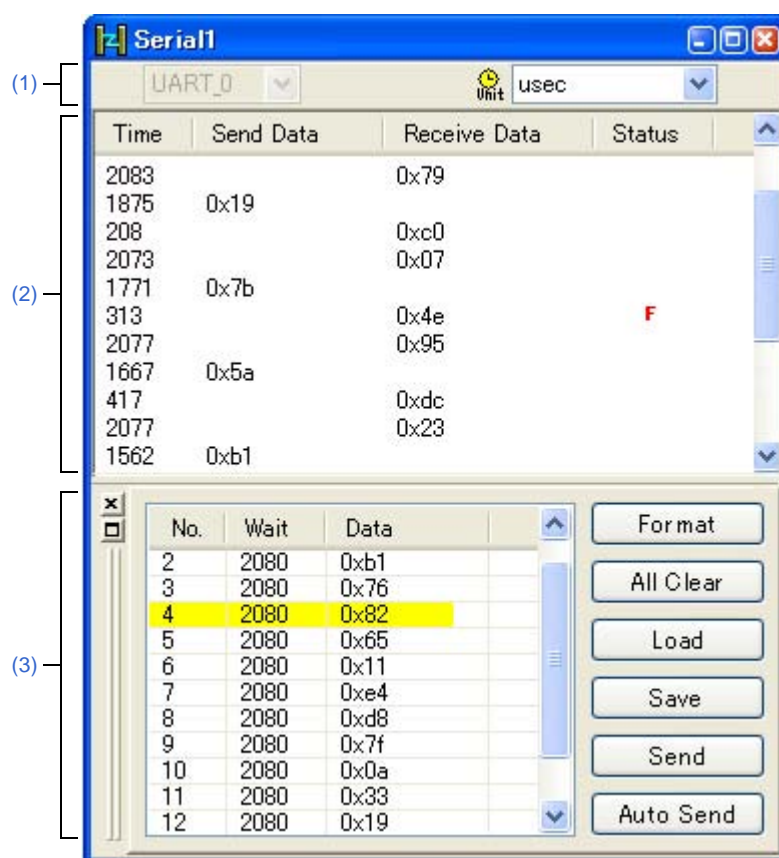 Serial1
(1) UART_0 Unit usec
Time Send Data Receive Data Status
2083 0x79
1875 0x19
208 0xc0
2073 0x07
(2)
1771 0x7b
313 0x4e F
2077 0x95
1667 0x5a
417 0xdc
2077 0x23
1562 0xb1
No. Wait Data
Format
2 2080 0xb1
3 2080 0x76
All Clear
4 2080 0x82
5 2080 0x65
Load
(3)
6 2080 0x11
7 2080 0xe4
Save
8 2080 0xd8
9 2080 0x7f
Send
10 2080 0x0a
11 2080 0x33
Auto Send
12 2080 0x19